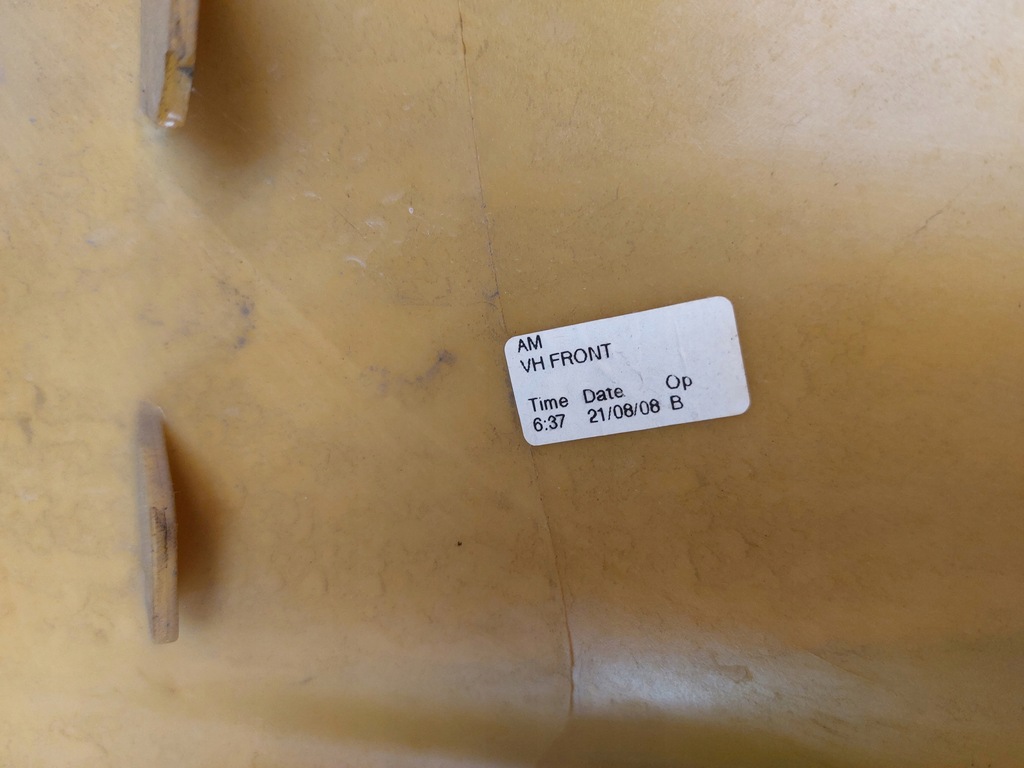 AM
VH FRONT
Time Date Op
6:37 21/08/08 B